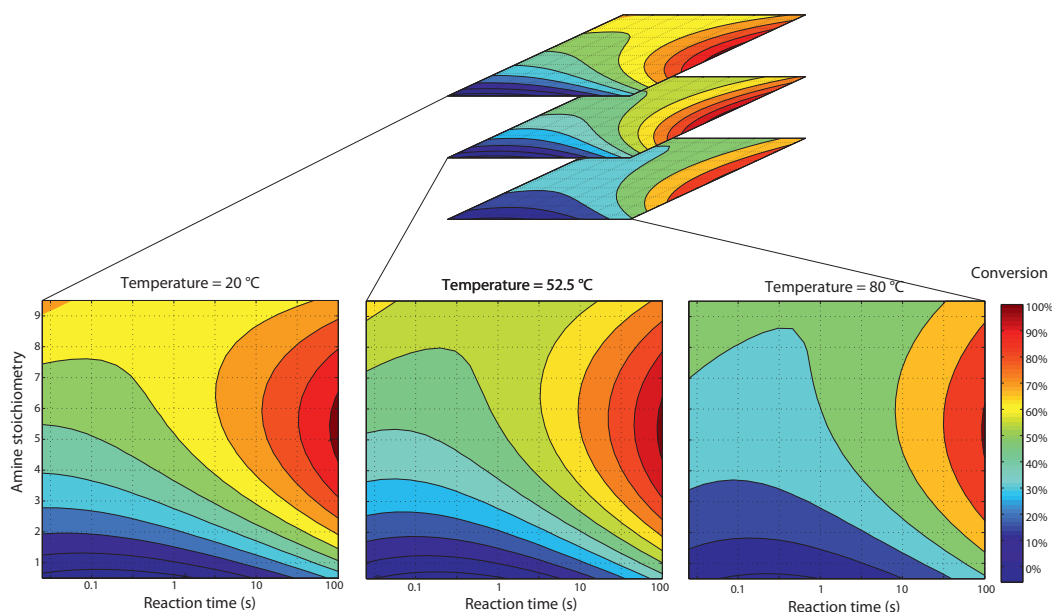 Temperature = 20 °C
Temperature = 52.5 °C
Temperature = 80 °C
Conversion
Amine stoichiometry
9
8
7
6
5
4
3
2
1
0.1 1 10 100
Reaction time (s)
0.1 1 10 100
Reaction time (s)
0.1 1 10 100
Reaction time (s)
100%
90%
80%
70%
60%
50%
40%
30%
20%
10%
0%